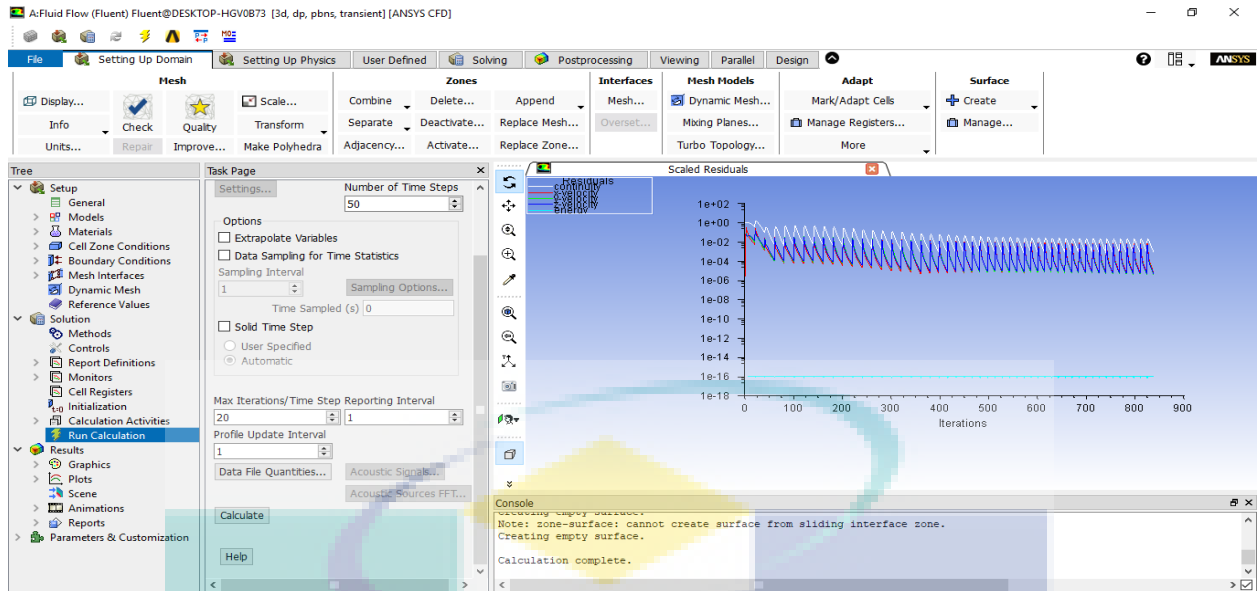 A:Fluid Flow (Fluent) Fluent@DESKTOP-HGV0B73 [3d, dp, pbns, transient] [ANSYS CFD]
File Setting Up Domain Setting Up Physics User Defined Solving Postprocessing Viewing Parallel Design ANSYS
Mesh Zones Interfaces Mesh Models Adapt Surface
Display... Scale... Combine Delete... Append Mesh... Dynamic Mesh... Mark/Adapt Cells Create
Info Check Quality Transform Separate Deactivate... Replace Mesh... Overset... Mixing Planes... Manage Registers... Manage...
Units... Repair Improve... Make Polyhedra Adjacency... Activate... Replace Zone... Turbo Topology... More
Tree
Setup
General
Models
Materials
Cell Zone Conditions
Boundary Conditions
Mesh Interfaces
Dynamic Mesh
Reference Values
Solution
Methods
Controls
Report Definitions
Monitors
Cell Registers
t=0 Initialization
Calculation Activities
Run Calculation
Results
Graphics
Plots
Scene
Animations
Reports
Parameters & Customization
Task Page
Settings... Number of Time Steps
50
Options
Extrapolate Variables
Data Sampling for Time Statistics
Sampling Interval
1 Sampling Options...
Time Sampled (s) 0
Solid Time Step
User Specified
Automatic
Max Iterations/Time Step Reporting Interval
20 1
Profile Update Interval
1
Data File Quantities... Acoustic Signals...
Acoustic Sources FFT...
Calculate
Help
Scaled Residuals
Residuals
continuity
x-velocity
y-velocity
z-velocity
energy
1e+02
1e+00
1e-02
1e-04
1e-06
1e-08
1e-10
1e-12
1e-14
1e-16
1e-18
0 100 200 300 400 500 600 700 800 900
Iterations
Console
Creating empty surface.
Note: zone-surface: cannot create surface from sliding interface zone.
Creating empty surface.
Calculation complete.